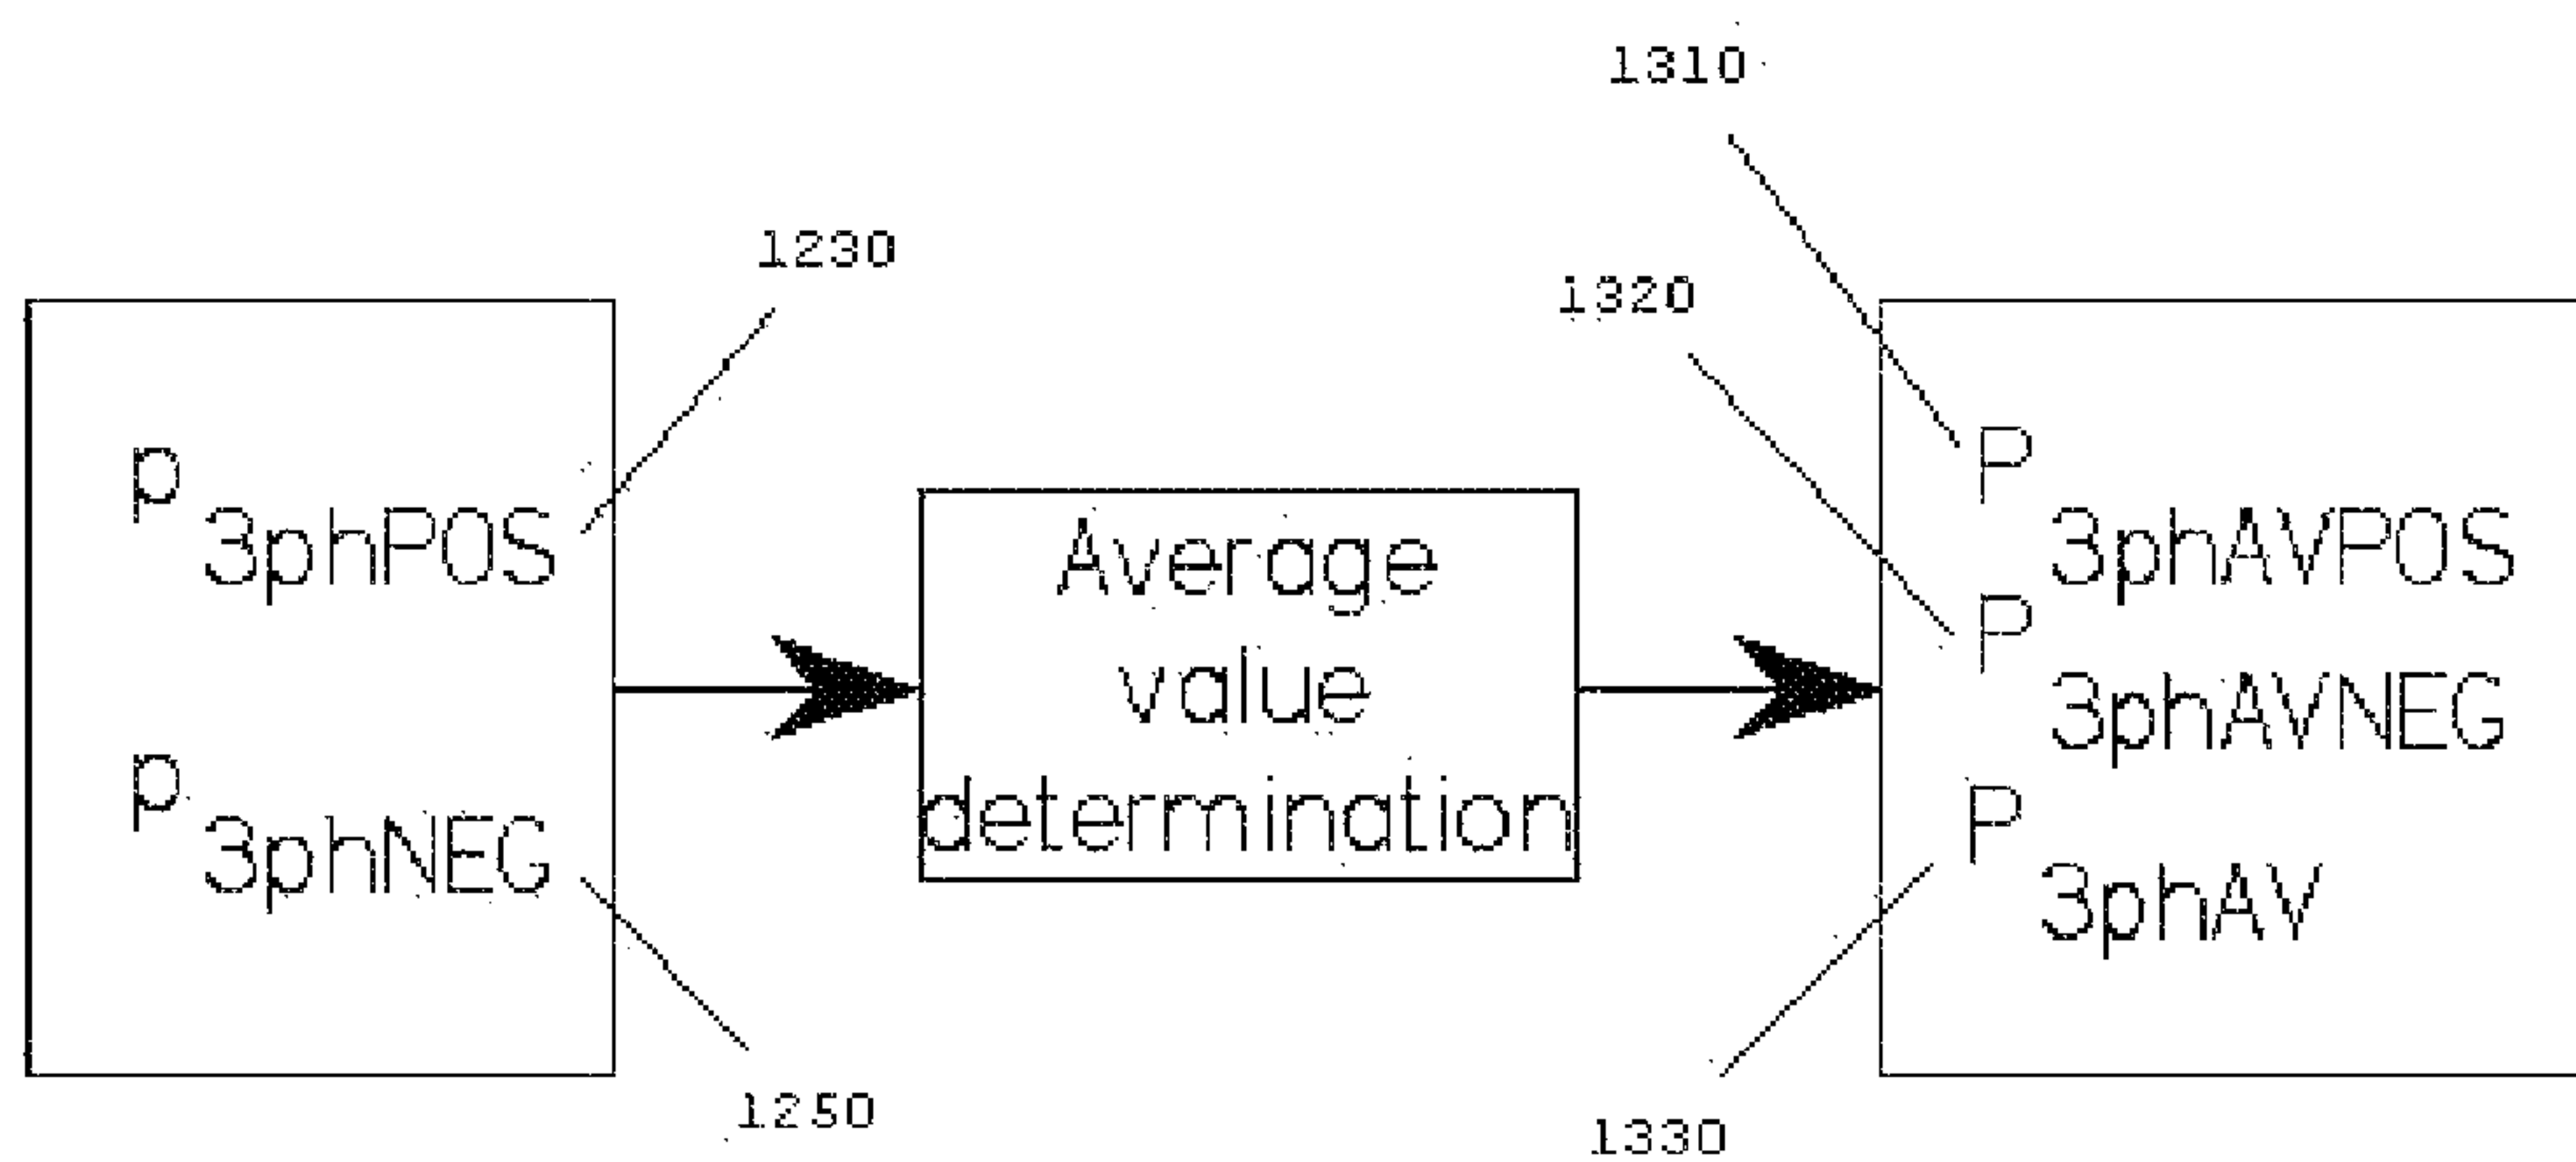 1310
1230
1320
p
3phPOS
p
3phNEG
1250
Average
value
determination
P
3phAVPOS
P
3phAVNEG
P
3phAV
1330